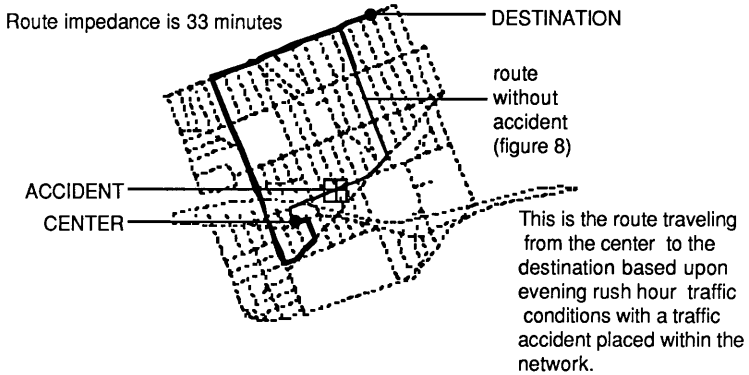 Route impedance is 33 minutes
DESTINATION
route
without
accident
(figure 8)
ACCIDENT
CENTER
This is the route traveling
from the center to the
destination based upon
evening rush hour traffic
conditions with a traffic
accident placed within the
network.